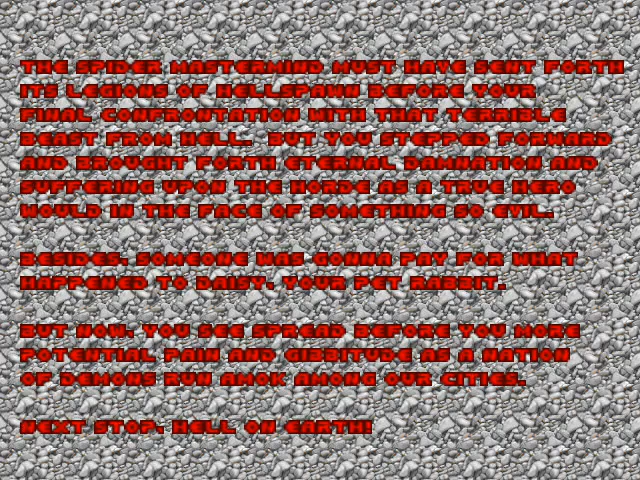 THE SPIDER MASTERMIND MUST HAVE SENT FORTH
ITS LEGIONS OF HELLSPAWN BEFORE YOUR
FINAL CONFRONTATION WITH THAT TERRIBLE
BEAST FROM HELL.  BUT YOU STEPPED FORWARD
AND BROUGHT FORTH ETERNAL DAMNATION AND
SUFFERING UPON THE HORDE AS A TRUE HERO
WOULD IN THE FACE OF SOMETHING SO EVIL.
BESIDES, SOMEONE WAS GONNA PAY FOR WHAT
HAPPENED TO DAISY, YOUR PET RABBIT.
BUT NOW, YOU SEE SPREAD BEFORE YOU MORE
POTENTIAL PAIN AND GIBBITUDE AS A NATION
OF DEMONS RUN AMOK AMONG OUR CITIES.
NEXT STOP, HELL ON EARTH!